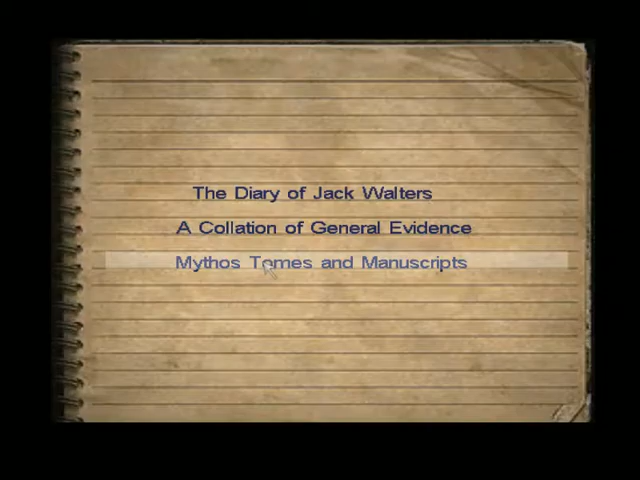 The Diary of Jack Walters
A Collation of General Evidence
Mythos Tomes and Manuscripts